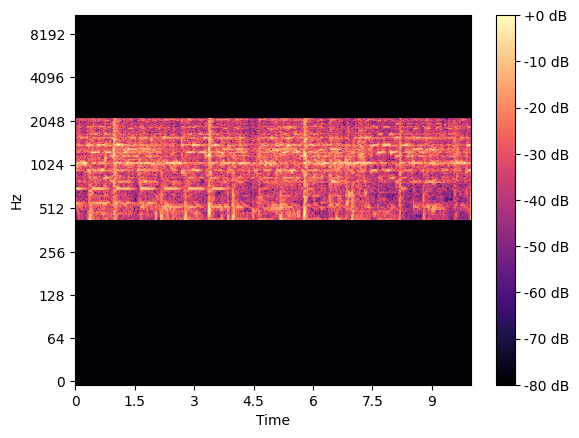 8192
4096
2048
1024
512
256
128
64
0
Hz
0 1.5 3 4.5 6 7.5 9
Time
+0 dB
-10 dB
-20 dB
-30 dB
-40 dB
-50 dB
-60 dB
-70 dB
-80 dB